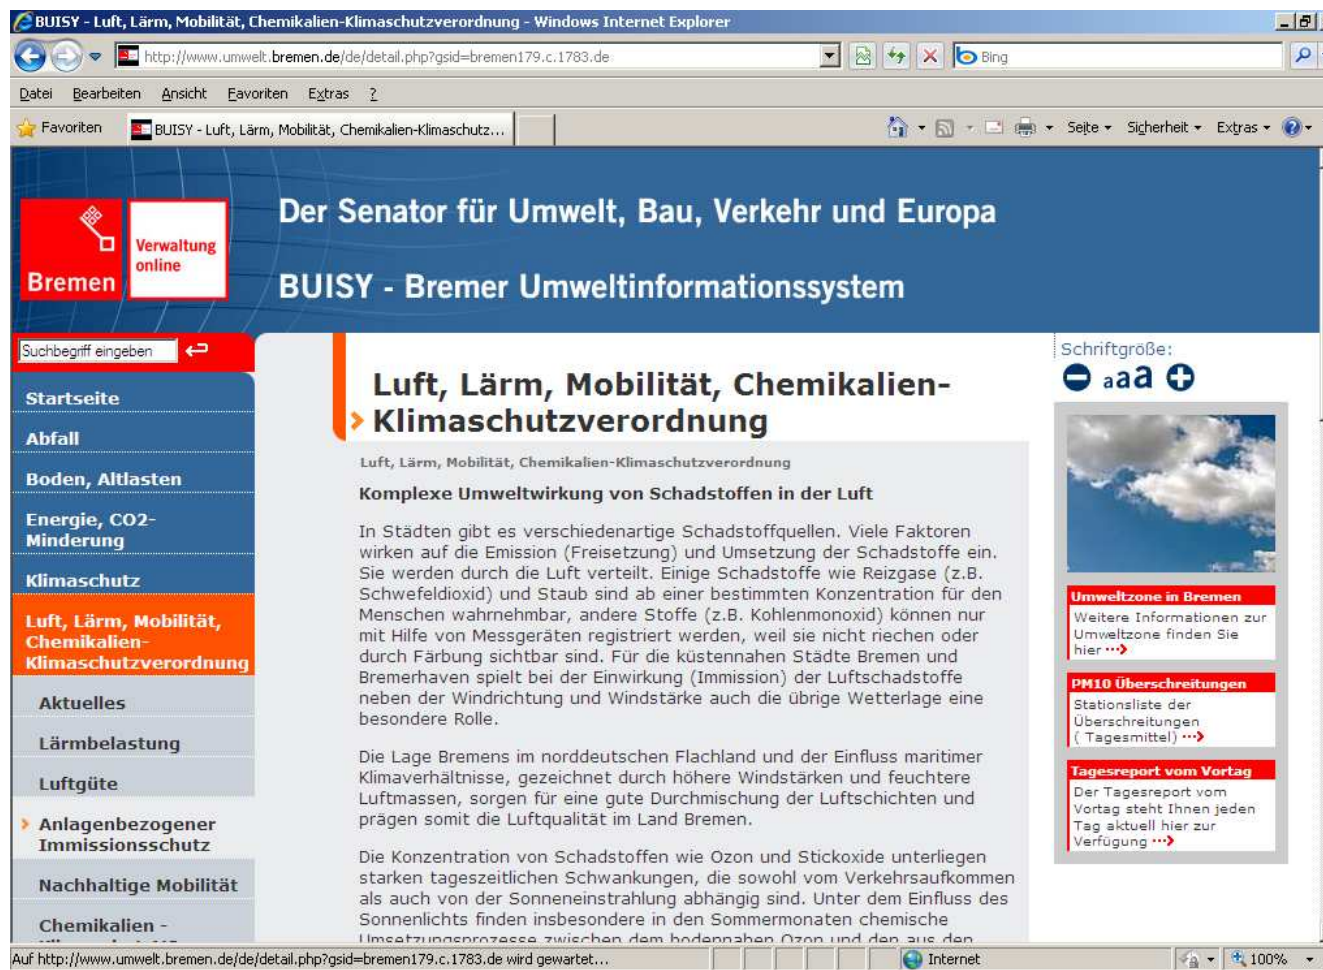 BUISY - Luft, Lärm, Mobilität, Chemikalien-Klimaschutzverordnung - Windows Internet Explorer
http://www.umwelt.bremen.de/de/detail.php?gsid=bremen179.c.1783.de
Bing
Datei Bearbeiten Ansicht Favoriten Extras ?
Favoriten
BUISY - Luft, Lärm, Mobilität, Chemikalien-Klimaschutz...
Seite Sicherheit Extras
Bremen
Verwaltung
online
Der Senator für Umwelt, Bau, Verkehr und Europa
BUISY - Bremer Umweltinformationssystem
Suchbegriff eingeben
Startseite
Abfall
Boden, Altlasten
Energie, CO2-
Minderung
Klimaschutz
Luft, Lärm, Mobilität,
Chemikalien-
Klimaschutzverordnung
Aktuelles
Lärmbelastung
Luftgüte
Anlagenbezogener
Immissionsschutz
Nachhaltige Mobilität
Chemikalien -
Luft, Lärm, Mobilität, Chemikalien-
Klimaschutzverordnung
Luft, Lärm, Mobilität, Chemikalien-Klimaschutzverordnung
Komplexe Umweltwirkung von Schadstoffen in der Luft
In Städten gibt es verschiedenartige Schadstoffquellen. Viele Faktoren
wirken auf die Emission (Freisetzung) und Umsetzung der Schadstoffe ein.
Sie werden durch die Luft verteilt. Einige Schadstoffe wie Reizgase (z.B.
Schwefeldioxid) und Staub sind ab einer bestimmten Konzentration für den
Menschen wahrnehmbar, andere Stoffe (z.B. Kohlenmonoxid) können nur
mit Hilfe von Messgeräten registriert werden, weil sie nicht riechen oder
durch Färbung sichtbar sind. Für die küstennahen Städte Bremen und
Bremerhaven spielt bei der Einwirkung (Immission) der Luftschadstoffe
neben der Windrichtung und Windstärke auch die übrige Wetterlage eine
besondere Rolle.
Die Lage Bremens im norddeutschen Flachland und der Einfluss maritimer
Klimaverhältnisse, gezeichnet durch höhere Windstärken und feuchtere
Luftmassen, sorgen für eine gute Durchmischung der Luftschichten und
prägen somit die Luftqualität im Land Bremen.
Die Konzentration von Schadstoffen wie Ozon und Stickoxide unterliegen
starken tageszeitlichen Schwankungen, die sowohl vom Verkehrsaufkommen
als auch von der Sonneneinstrahlung abhängig sind. Unter dem Einfluss des
Sonnenlichts finden insbesondere in den Sommermonaten chemische
Umsetzungsprozesse zwischen dem bodennahen Ozon und den aus den
Schriftgröße:
aaa
Umweltzone in Bremen
Weitere Informationen zur
Umweltzone finden Sie
hier
PM10 Überschreitungen
Stationsliste der
Überschreitungen
( Tagesmittel)
Tagesreport vom Vortag
Der Tagesreport vom
Vortag steht Ihnen jeden
Tag aktuell hier zur
Verfügung
Auf http://www.umwelt.bremen.de/de/detail.php?gsid=bremen179.c.1783.de wird gewartet...
Internet
100%